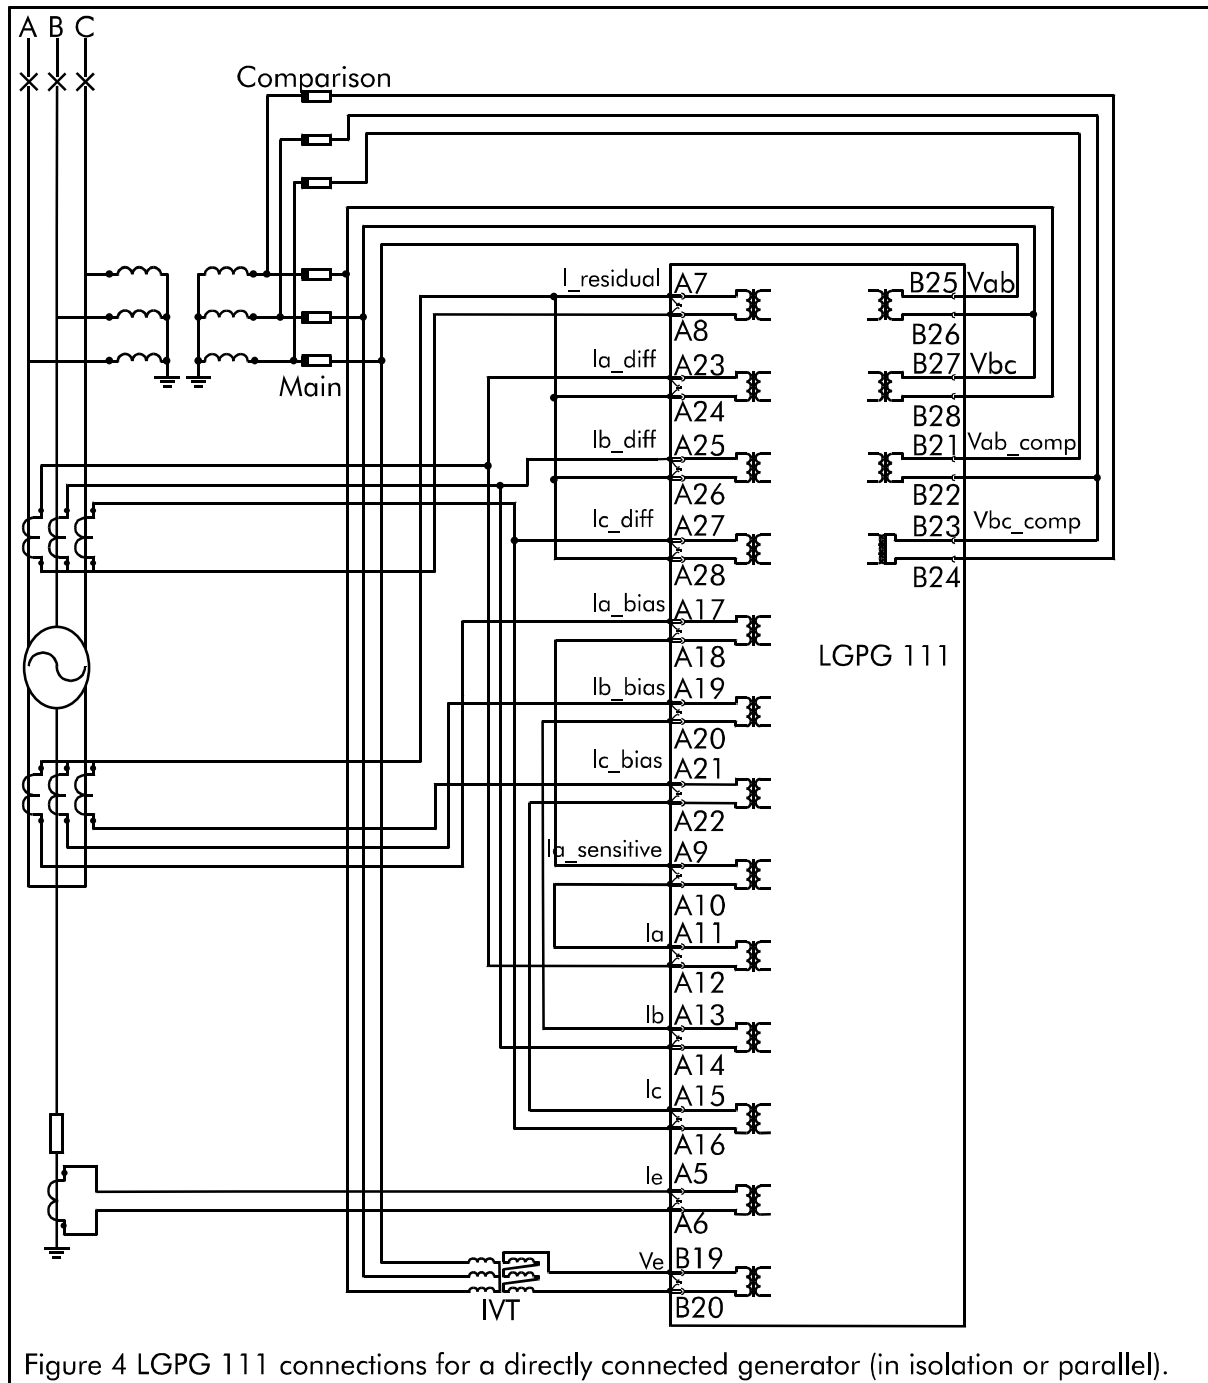 A B C
Comparison
Main
I_residual A7
A8
Ia_diff A23
A24
Ib_diff A25
A26
Ic_diff A27
A28
Ia_bias A17
A18
Ib_bias A19
A20
Ic_bias A21
A22
Ia_sensitive A9
A10
Ia A11
A12
Ib A13
A14
Ic A15
A16
Ie A5
A6
Ve B19
B20
IVT
B25 Vab
B26
B27 Vbc
B28
B21 Vab_comp
B22
B23 Vbc_comp
B24
LGPG 111
Figure 4 LGPG 111 connections for a directly connected generator (in isolation or parallel).